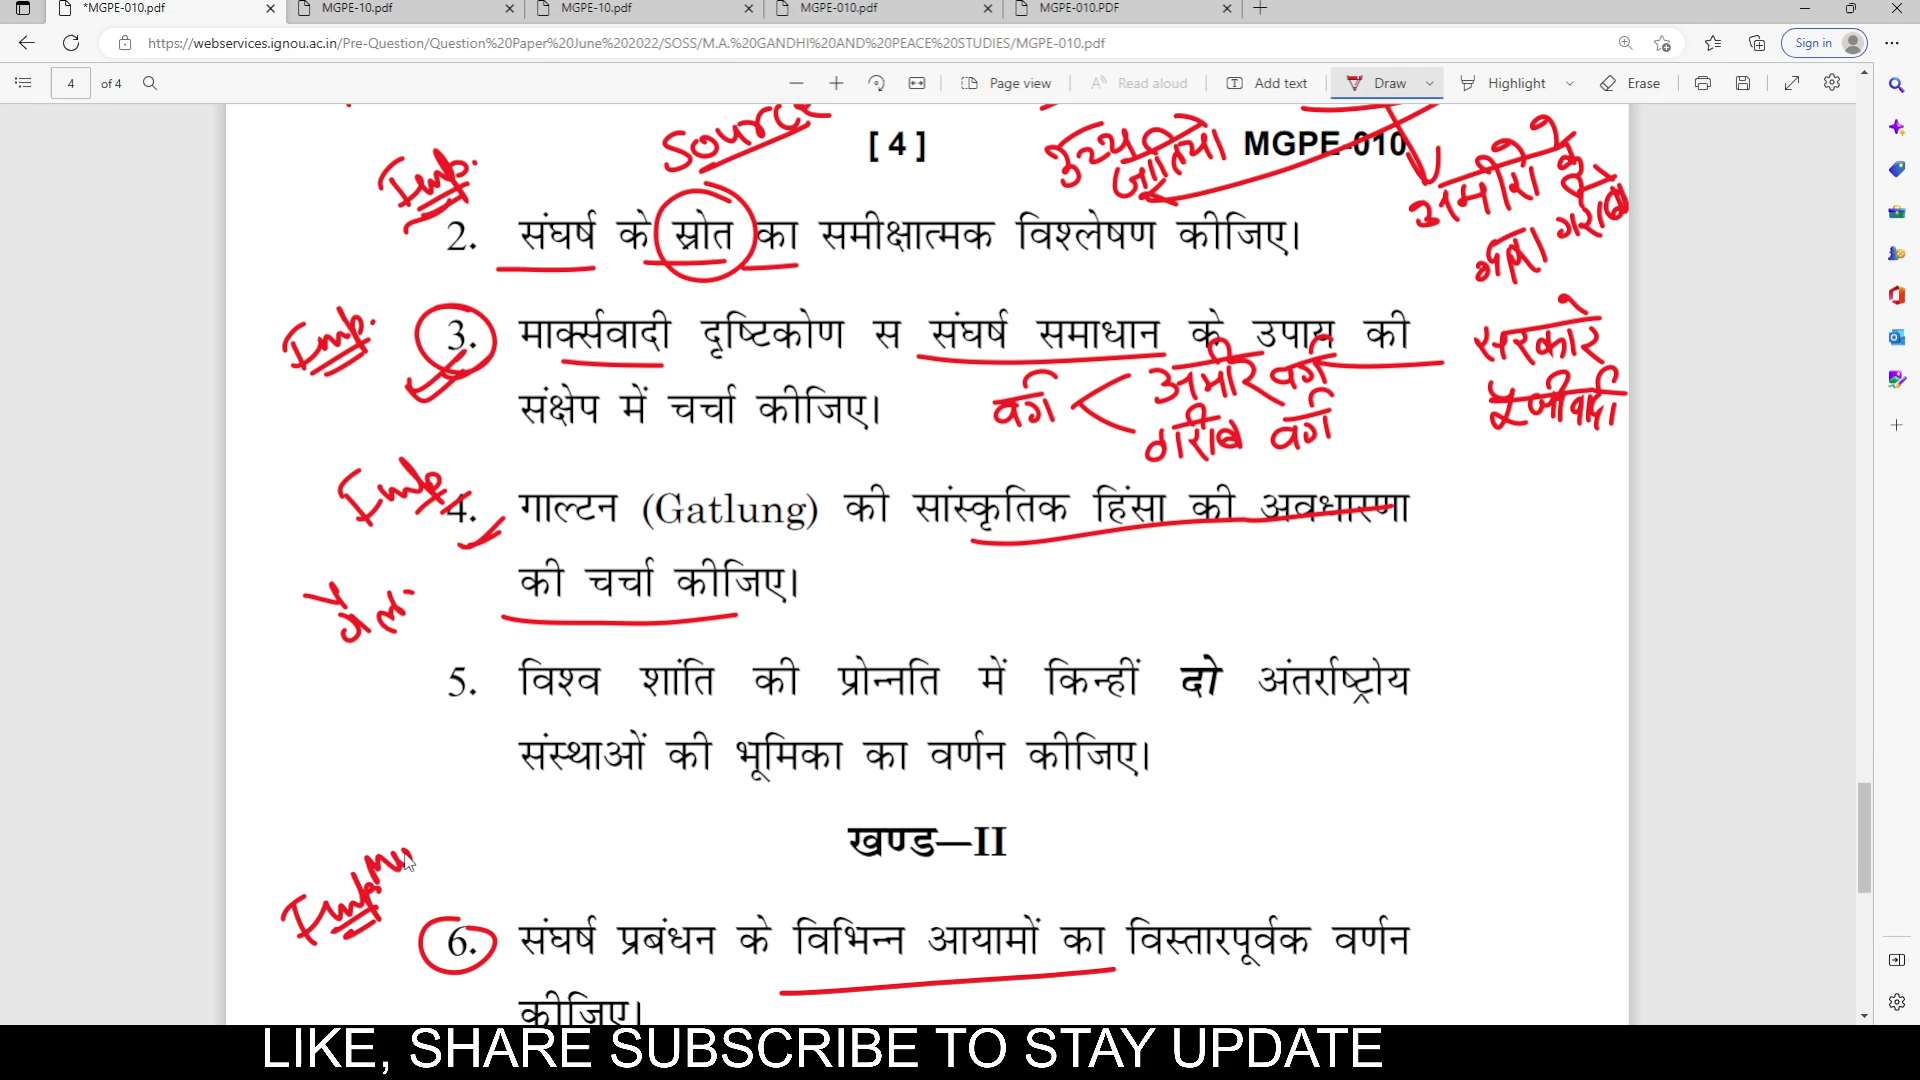 *MGPE-010.pdf MGPE-10.pdf MGPE-10.pdf MGPE-010.pdf MGPE-010.PDF
https://webservices.ignou.ac.in/Pre-Question/Question%20Paper%20June%202022/SOSS/M.A.%20GANDHI%20AND%20PEACE%20STUDIES/MGPE-010.pdf Sign in
4 of 4 Page view Read aloud Add text Draw Highlight Erase
Source [ 4 ] उच्च जातियो MGPE-010
Imp. अमीरो के
2. संघर्ष के स्रोत का समीक्षात्मक विश्लेषण कीजिए। गरीब
Imp. 3. मार्क्सवादी दृष्टिकोण स संघर्ष समाधान के उपाय की सरकारे
संक्षेप में चर्चा कीजिए। वर्ग अमीर वर्ग पूंजीवादी
गरीब वर्ग
Imp 4. गाल्टन (Gatlung) की सांस्कृतिक हिंसा की अवधारणा
की चर्चा कीजिए।
5. विश्व शांति की प्रोन्नति में किन्हीं दो अंतर्राष्ट्रोय
संस्थाओं की भूमिका का वर्णन कीजिए।
खण्ड—II
Imp
6. संघर्ष प्रबंधन के विभिन्न आयामों का विस्तारपूर्वक वर्णन
कीजिए।
LIKE, SHARE SUBSCRIBE TO STAY UPDATE